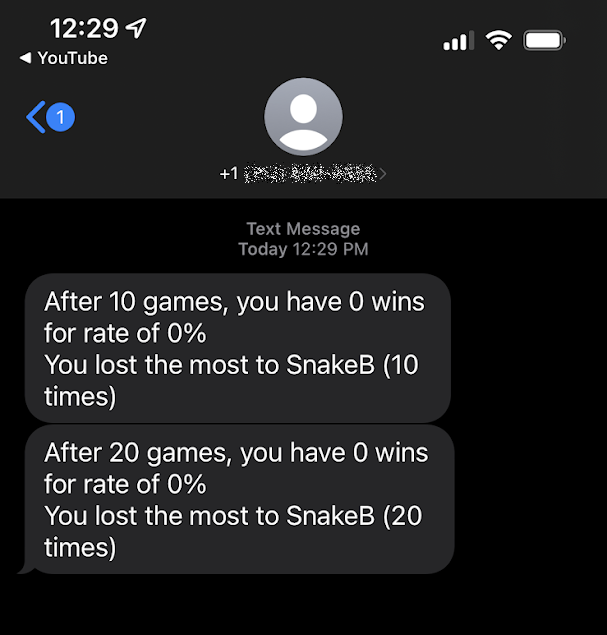 12:29
YouTube
1
+1
Text Message
Today 12:29 PM
After 10 games, you have 0 wins
for rate of 0%
You lost the most to SnakeB (10
times)
After 20 games, you have 0 wins
for rate of 0%
You lost the most to SnakeB (20
times)